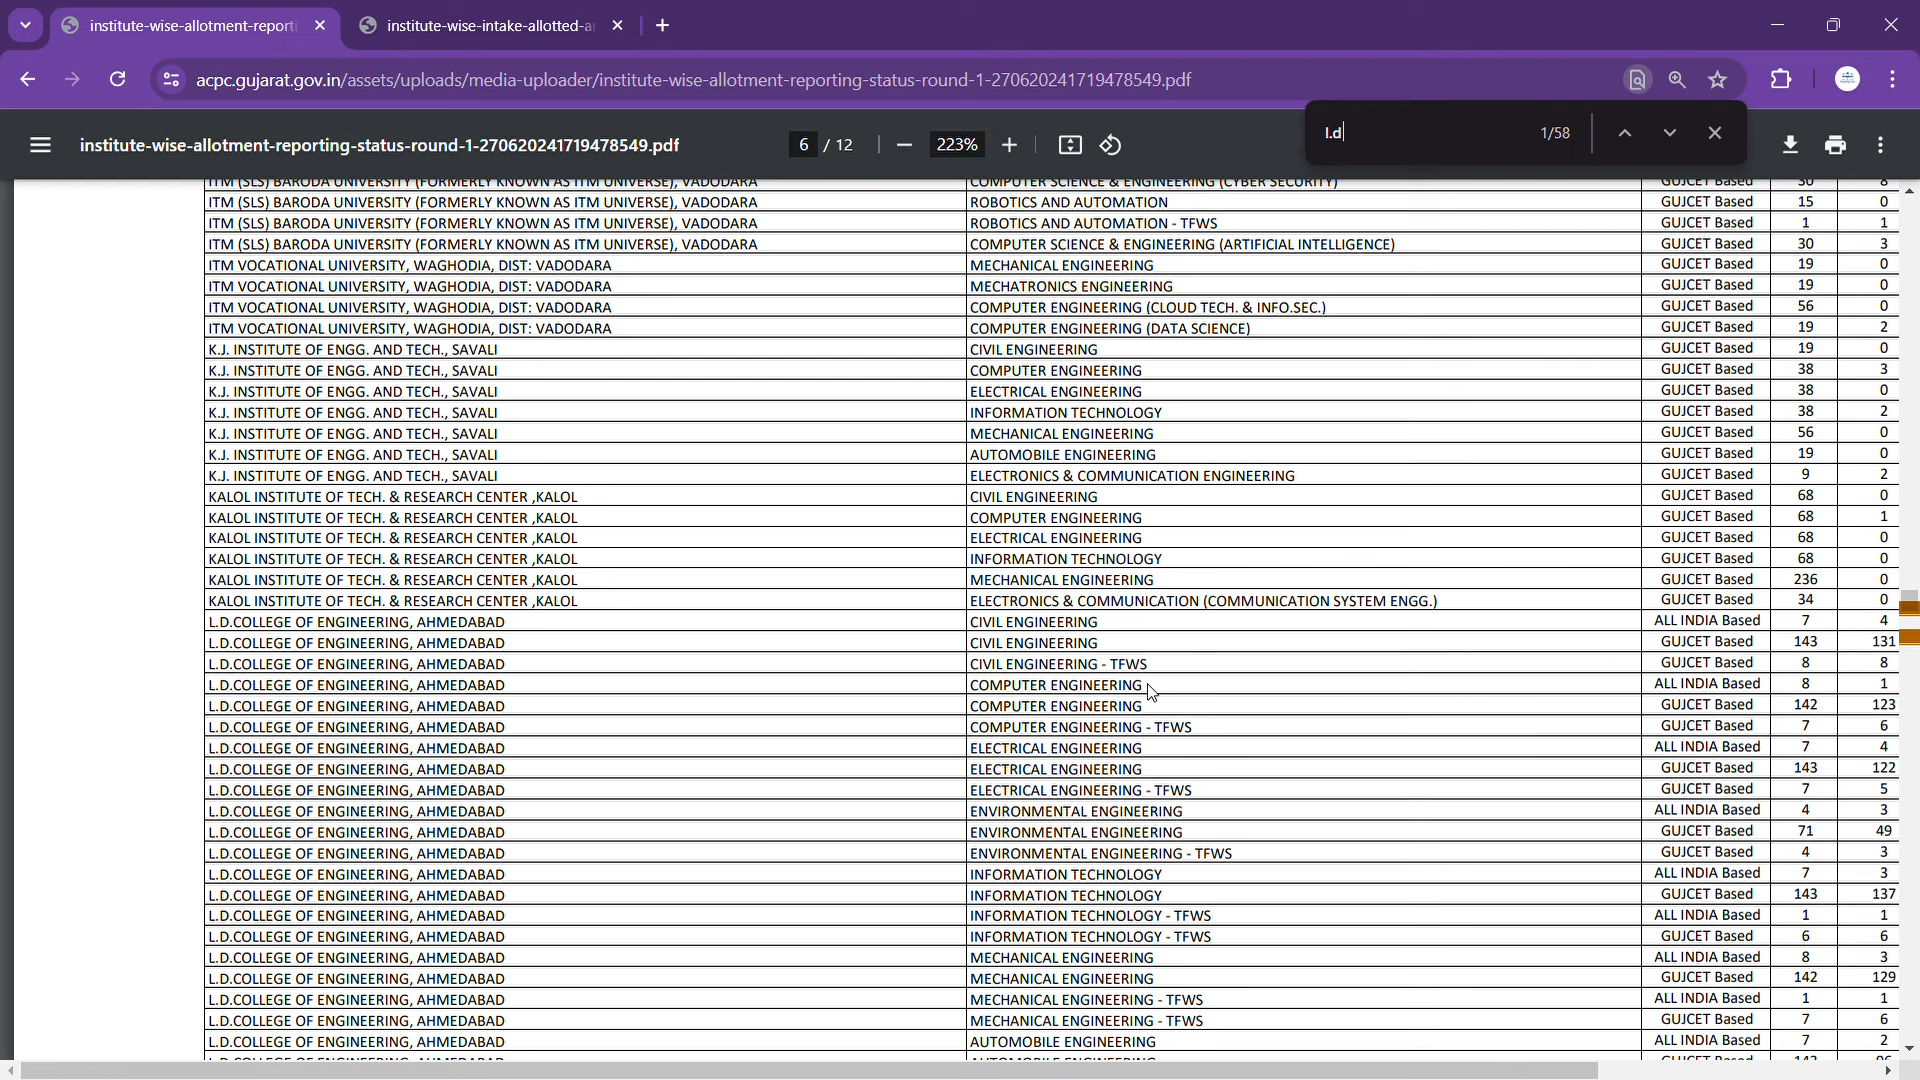 institute-wise-allotment-reporti
institute-wise-intake-allotted-a
acpc.gujarat.gov.in/assets/uploads/media-uploader/institute-wise-allotment-reporting-status-round-1-270620241719478549.pdf
l.d 1/58
institute-wise-allotment-reporting-status-round-1-270620241719478549.pdf 6 / 12 223%
ITM (SLS) BARODA UNIVERSITY (FORMERLY KNOWN AS ITM UNIVERSE), VADODARA COMPUTER SCIENCE & ENGINEERING (CYBER SECURITY) GUJCET Based 30 8
ITM (SLS) BARODA UNIVERSITY (FORMERLY KNOWN AS ITM UNIVERSE), VADODARA ROBOTICS AND AUTOMATION GUJCET Based 15 0
ITM (SLS) BARODA UNIVERSITY (FORMERLY KNOWN AS ITM UNIVERSE), VADODARA ROBOTICS AND AUTOMATION - TFWS GUJCET Based 1 1
ITM (SLS) BARODA UNIVERSITY (FORMERLY KNOWN AS ITM UNIVERSE), VADODARA COMPUTER SCIENCE & ENGINEERING (ARTIFICIAL INTELLIGENCE) GUJCET Based 30 3
ITM VOCATIONAL UNIVERSITY, WAGHODIA, DIST: VADODARA MECHANICAL ENGINEERING GUJCET Based 19 0
ITM VOCATIONAL UNIVERSITY, WAGHODIA, DIST: VADODARA MECHATRONICS ENGINEERING GUJCET Based 19 0
ITM VOCATIONAL UNIVERSITY, WAGHODIA, DIST: VADODARA COMPUTER ENGINEERING (CLOUD TECH. & INFO.SEC.) GUJCET Based 56 0
ITM VOCATIONAL UNIVERSITY, WAGHODIA, DIST: VADODARA COMPUTER ENGINEERING (DATA SCIENCE) GUJCET Based 19 2
K.J. INSTITUTE OF ENGG. AND TECH., SAVALI CIVIL ENGINEERING GUJCET Based 19 0
K.J. INSTITUTE OF ENGG. AND TECH., SAVALI COMPUTER ENGINEERING GUJCET Based 38 3
K.J. INSTITUTE OF ENGG. AND TECH., SAVALI ELECTRICAL ENGINEERING GUJCET Based 38 0
K.J. INSTITUTE OF ENGG. AND TECH., SAVALI INFORMATION TECHNOLOGY GUJCET Based 38 2
K.J. INSTITUTE OF ENGG. AND TECH., SAVALI MECHANICAL ENGINEERING GUJCET Based 56 0
K.J. INSTITUTE OF ENGG. AND TECH., SAVALI AUTOMOBILE ENGINEERING GUJCET Based 19 0
K.J. INSTITUTE OF ENGG. AND TECH., SAVALI ELECTRONICS & COMMUNICATION ENGINEERING GUJCET Based 9 2
KALOL INSTITUTE OF TECH. & RESEARCH CENTER ,KALOL CIVIL ENGINEERING GUJCET Based 68 0
KALOL INSTITUTE OF TECH. & RESEARCH CENTER ,KALOL COMPUTER ENGINEERING GUJCET Based 68 1
KALOL INSTITUTE OF TECH. & RESEARCH CENTER ,KALOL ELECTRICAL ENGINEERING GUJCET Based 68 0
KALOL INSTITUTE OF TECH. & RESEARCH CENTER ,KALOL INFORMATION TECHNOLOGY GUJCET Based 68 0
KALOL INSTITUTE OF TECH. & RESEARCH CENTER ,KALOL MECHANICAL ENGINEERING GUJCET Based 236 0
KALOL INSTITUTE OF TECH. & RESEARCH CENTER ,KALOL ELECTRONICS & COMMUNICATION (COMMUNICATION SYSTEM ENGG.) GUJCET Based 34 0
L.D.COLLEGE OF ENGINEERING, AHMEDABAD CIVIL ENGINEERING ALL INDIA Based 7 4
L.D.COLLEGE OF ENGINEERING, AHMEDABAD CIVIL ENGINEERING GUJCET Based 143 131
L.D.COLLEGE OF ENGINEERING, AHMEDABAD CIVIL ENGINEERING - TFWS GUJCET Based 8 8
L.D.COLLEGE OF ENGINEERING, AHMEDABAD COMPUTER ENGINEERING ALL INDIA Based 8 1
L.D.COLLEGE OF ENGINEERING, AHMEDABAD COMPUTER ENGINEERING GUJCET Based 142 123
L.D.COLLEGE OF ENGINEERING, AHMEDABAD COMPUTER ENGINEERING - TFWS GUJCET Based 7 6
L.D.COLLEGE OF ENGINEERING, AHMEDABAD ELECTRICAL ENGINEERING ALL INDIA Based 7 4
L.D.COLLEGE OF ENGINEERING, AHMEDABAD ELECTRICAL ENGINEERING GUJCET Based 143 122
L.D.COLLEGE OF ENGINEERING, AHMEDABAD ELECTRICAL ENGINEERING - TFWS GUJCET Based 7 5
L.D.COLLEGE OF ENGINEERING, AHMEDABAD ENVIRONMENTAL ENGINEERING ALL INDIA Based 4 3
L.D.COLLEGE OF ENGINEERING, AHMEDABAD ENVIRONMENTAL ENGINEERING GUJCET Based 71 49
L.D.COLLEGE OF ENGINEERING, AHMEDABAD ENVIRONMENTAL ENGINEERING - TFWS GUJCET Based 4 3
L.D.COLLEGE OF ENGINEERING, AHMEDABAD INFORMATION TECHNOLOGY ALL INDIA Based 7 3
L.D.COLLEGE OF ENGINEERING, AHMEDABAD INFORMATION TECHNOLOGY GUJCET Based 143 137
L.D.COLLEGE OF ENGINEERING, AHMEDABAD INFORMATION TECHNOLOGY - TFWS ALL INDIA Based 1 1
L.D.COLLEGE OF ENGINEERING, AHMEDABAD INFORMATION TECHNOLOGY - TFWS GUJCET Based 6 6
L.D.COLLEGE OF ENGINEERING, AHMEDABAD MECHANICAL ENGINEERING ALL INDIA Based 8 3
L.D.COLLEGE OF ENGINEERING, AHMEDABAD MECHANICAL ENGINEERING GUJCET Based 142 129
L.D.COLLEGE OF ENGINEERING, AHMEDABAD MECHANICAL ENGINEERING - TFWS ALL INDIA Based 1 1
L.D.COLLEGE OF ENGINEERING, AHMEDABAD MECHANICAL ENGINEERING - TFWS GUJCET Based 7 6
L.D.COLLEGE OF ENGINEERING, AHMEDABAD AUTOMOBILE ENGINEERING ALL INDIA Based 7 2